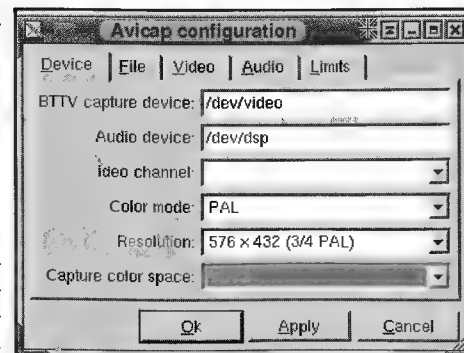 Avicap configuration
Device File Video Audio Limits
BTTV capture device: /dev/video
Audio device: /dev/dsp
ideo channel:
Color mode: PAL
Resolution: 576 × 432 (3/4 PAL)
Capture color space:
Ok Apply Cancel